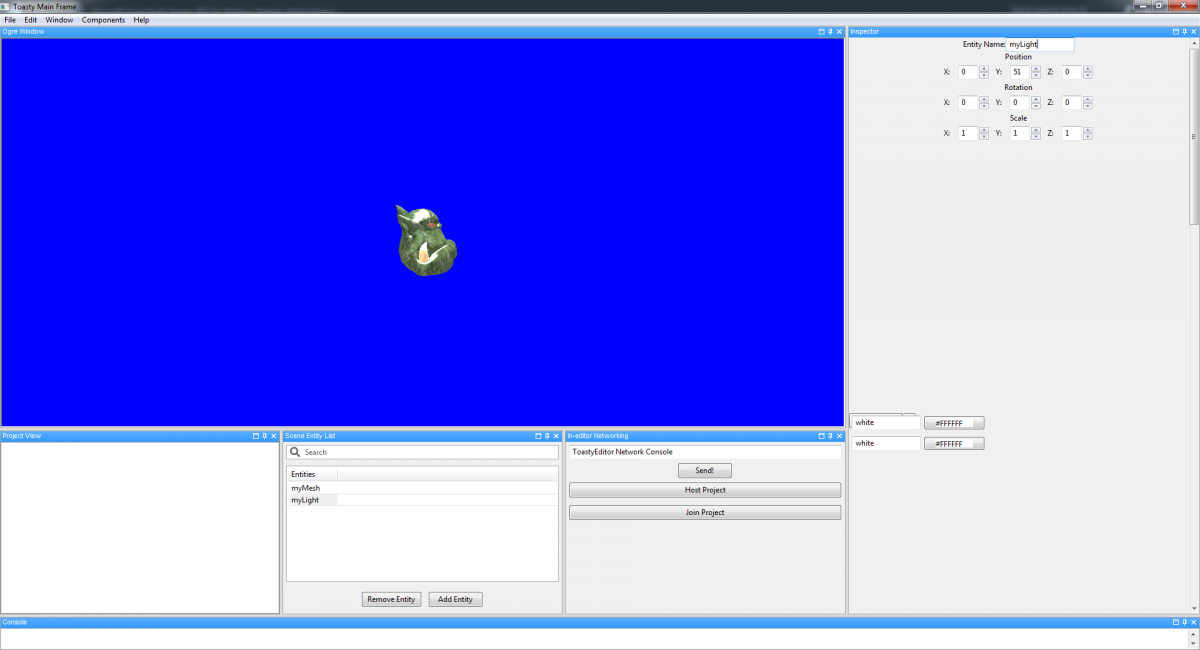 Toasty Main Frame
File Edit Window Components Help
Ogre Window
Inspector
Entity Name: myLight
Position
X: 0 Y: 51 Z: 0
Rotation
X: 0 Y: 0 Z: 0
Scale
X: 1 Y: 1 Z: 1
white #FFFFFF
white #FFFFFF
Project View
Scene Entity List
Search
Entities
myMesh
myLight
Remove Entity Add Entity
In-editor Networking
ToastyEditor Network Console
Send!
Host Project
Join Project
Console